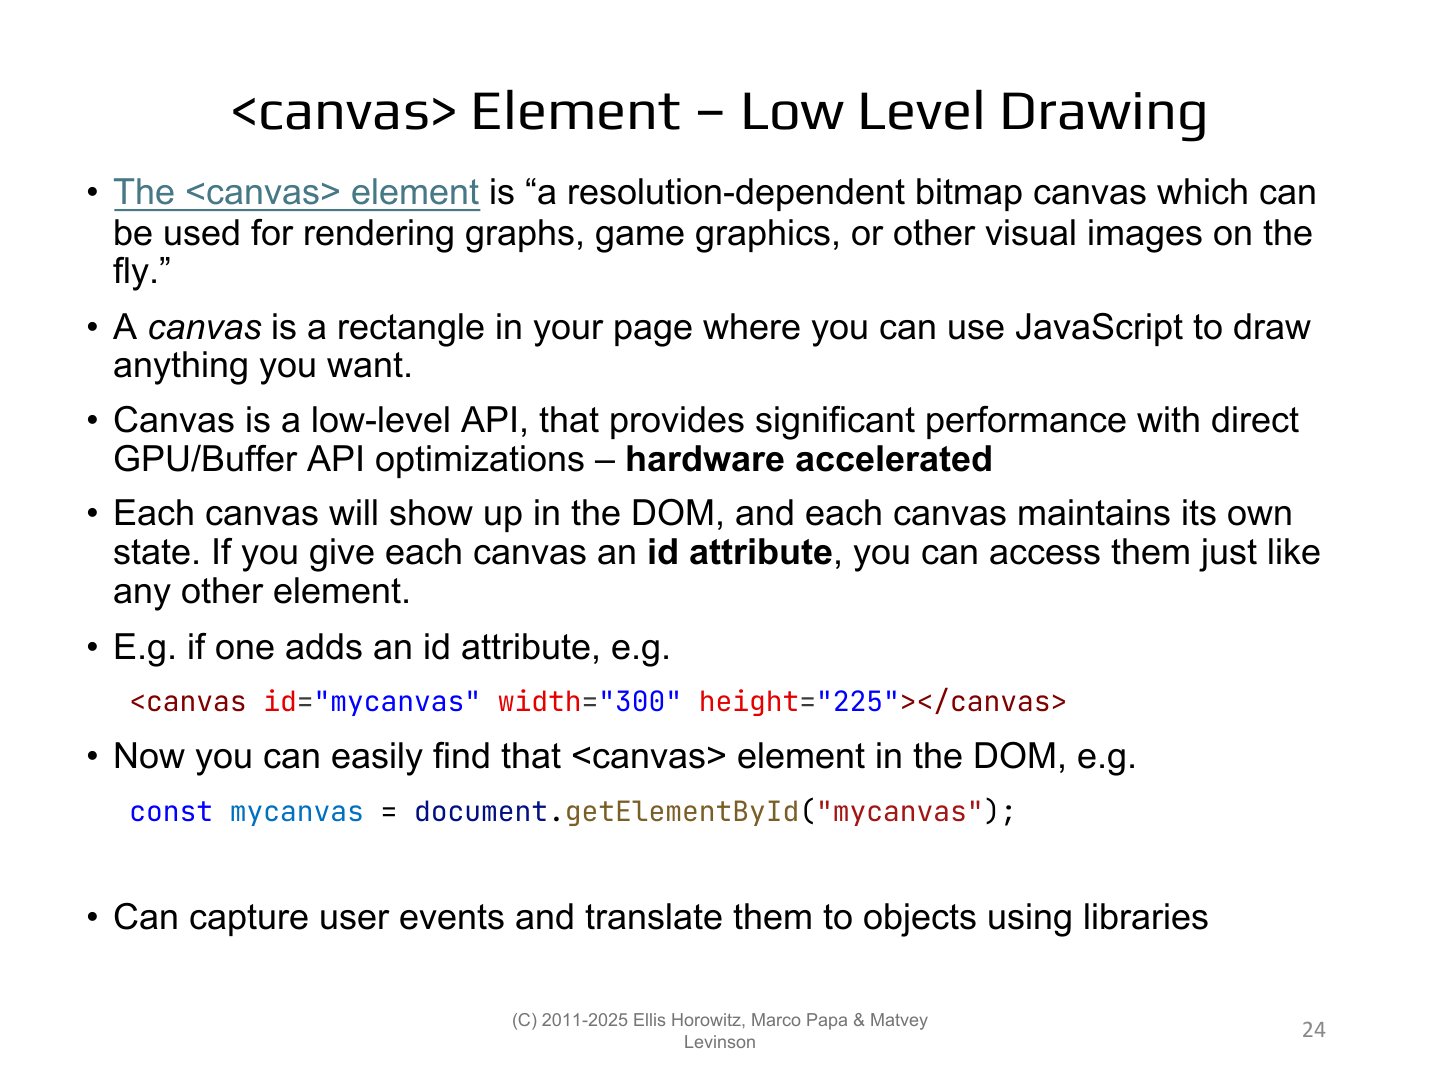 <canvas> Element – Low Level Drawing
• The <canvas> element is “a resolution-dependent bitmap canvas which can
be used for rendering graphs, game graphics, or other visual images on the
fly.”
• A canvas is a rectangle in your page where you can use JavaScript to draw
anything you want.
• Canvas is a low-level API, that provides significant performance with direct
GPU/Buffer API optimizations – hardware accelerated
• Each canvas will show up in the DOM, and each canvas maintains its own
state. If you give each canvas an id attribute, you can access them just like
any other element.
• E.g. if one adds an id attribute, e.g.
<canvas id="mycanvas" width="300" height="225"></canvas>
• Now you can easily find that <canvas> element in the DOM, e.g.
const mycanvas = document.getElementById("mycanvas");
• Can capture user events and translate them to objects using libraries
(C) 2011-2025 Ellis Horowitz, Marco Papa & Matvey
Levinson
24